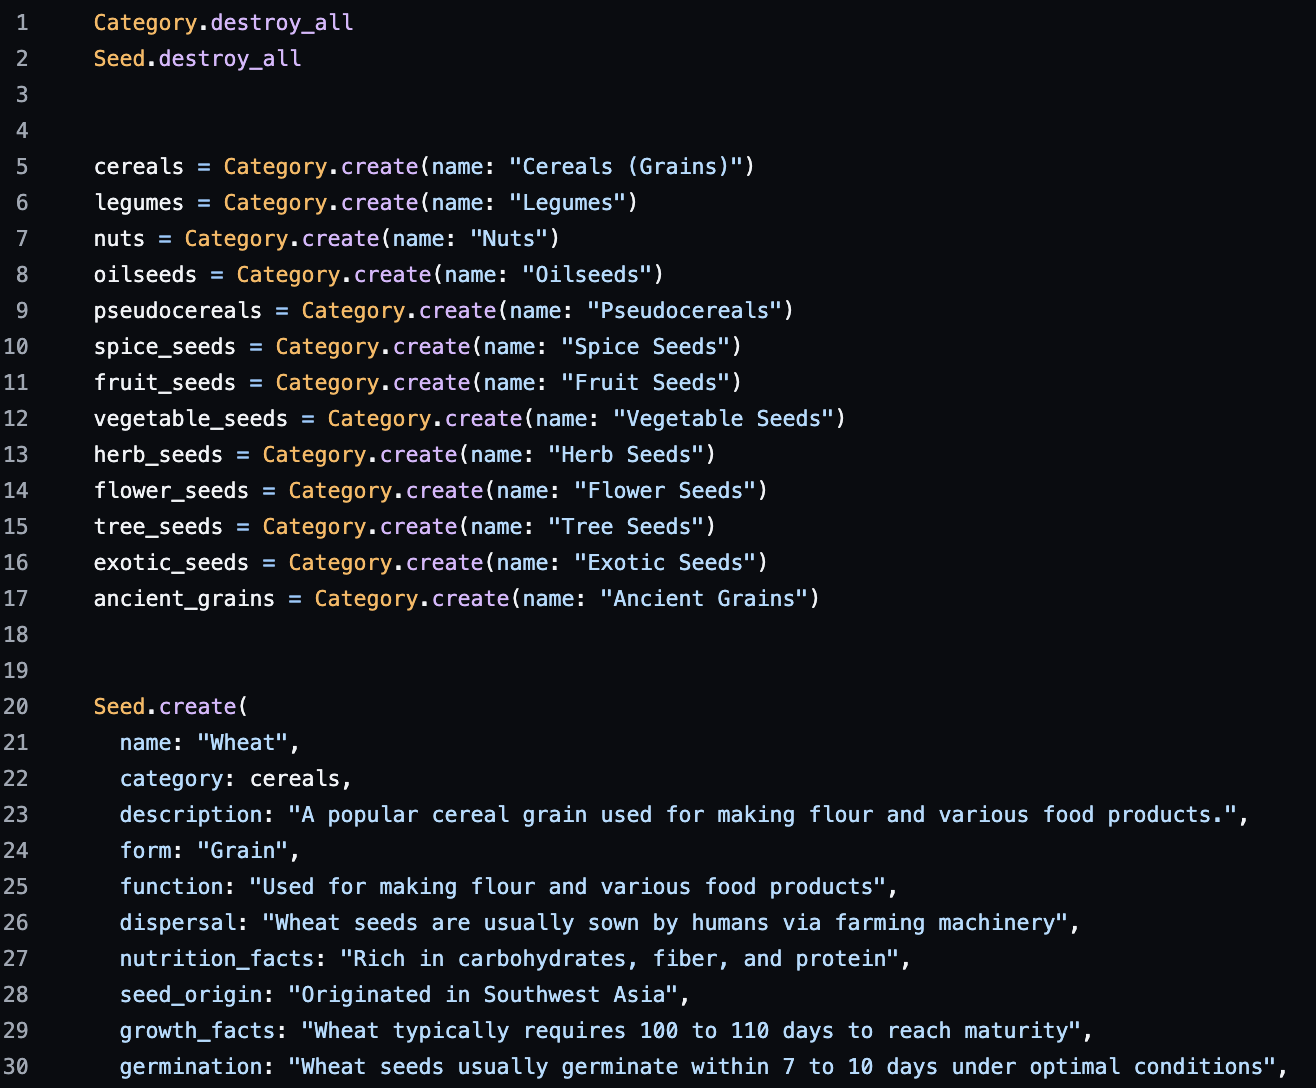 1 Category.destroy_all
2 Seed.destroy_all
3
4
5 cereals = Category.create(name: "Cereals (Grains)")
6 legumes = Category.create(name: "Legumes")
7 nuts = Category.create(name: "Nuts")
8 oilseeds = Category.create(name: "Oilseeds")
9 pseudocereals = Category.create(name: "Pseudocereals")
10 spice_seeds = Category.create(name: "Spice Seeds")
11 fruit_seeds = Category.create(name: "Fruit Seeds")
12 vegetable_seeds = Category.create(name: "Vegetable Seeds")
13 herb_seeds = Category.create(name: "Herb Seeds")
14 flower_seeds = Category.create(name: "Flower Seeds")
15 tree_seeds = Category.create(name: "Tree Seeds")
16 exotic_seeds = Category.create(name: "Exotic Seeds")
17 ancient_grains = Category.create(name: "Ancient Grains")
18
19
20 Seed.create(
21   name: "Wheat",
22   category: cereals,
23   description: "A popular cereal grain used for making flour and various food products.",
24   form: "Grain",
25   function: "Used for making flour and various food products",
26   dispersal: "Wheat seeds are usually sown by humans via farming machinery",
27   nutrition_facts: "Rich in carbohydrates, fiber, and protein",
28   seed_origin: "Originated in Southwest Asia",
29   growth_facts: "Wheat typically requires 100 to 110 days to reach maturity",
30   germination: "Wheat seeds usually germinate within 7 to 10 days under optimal conditions",